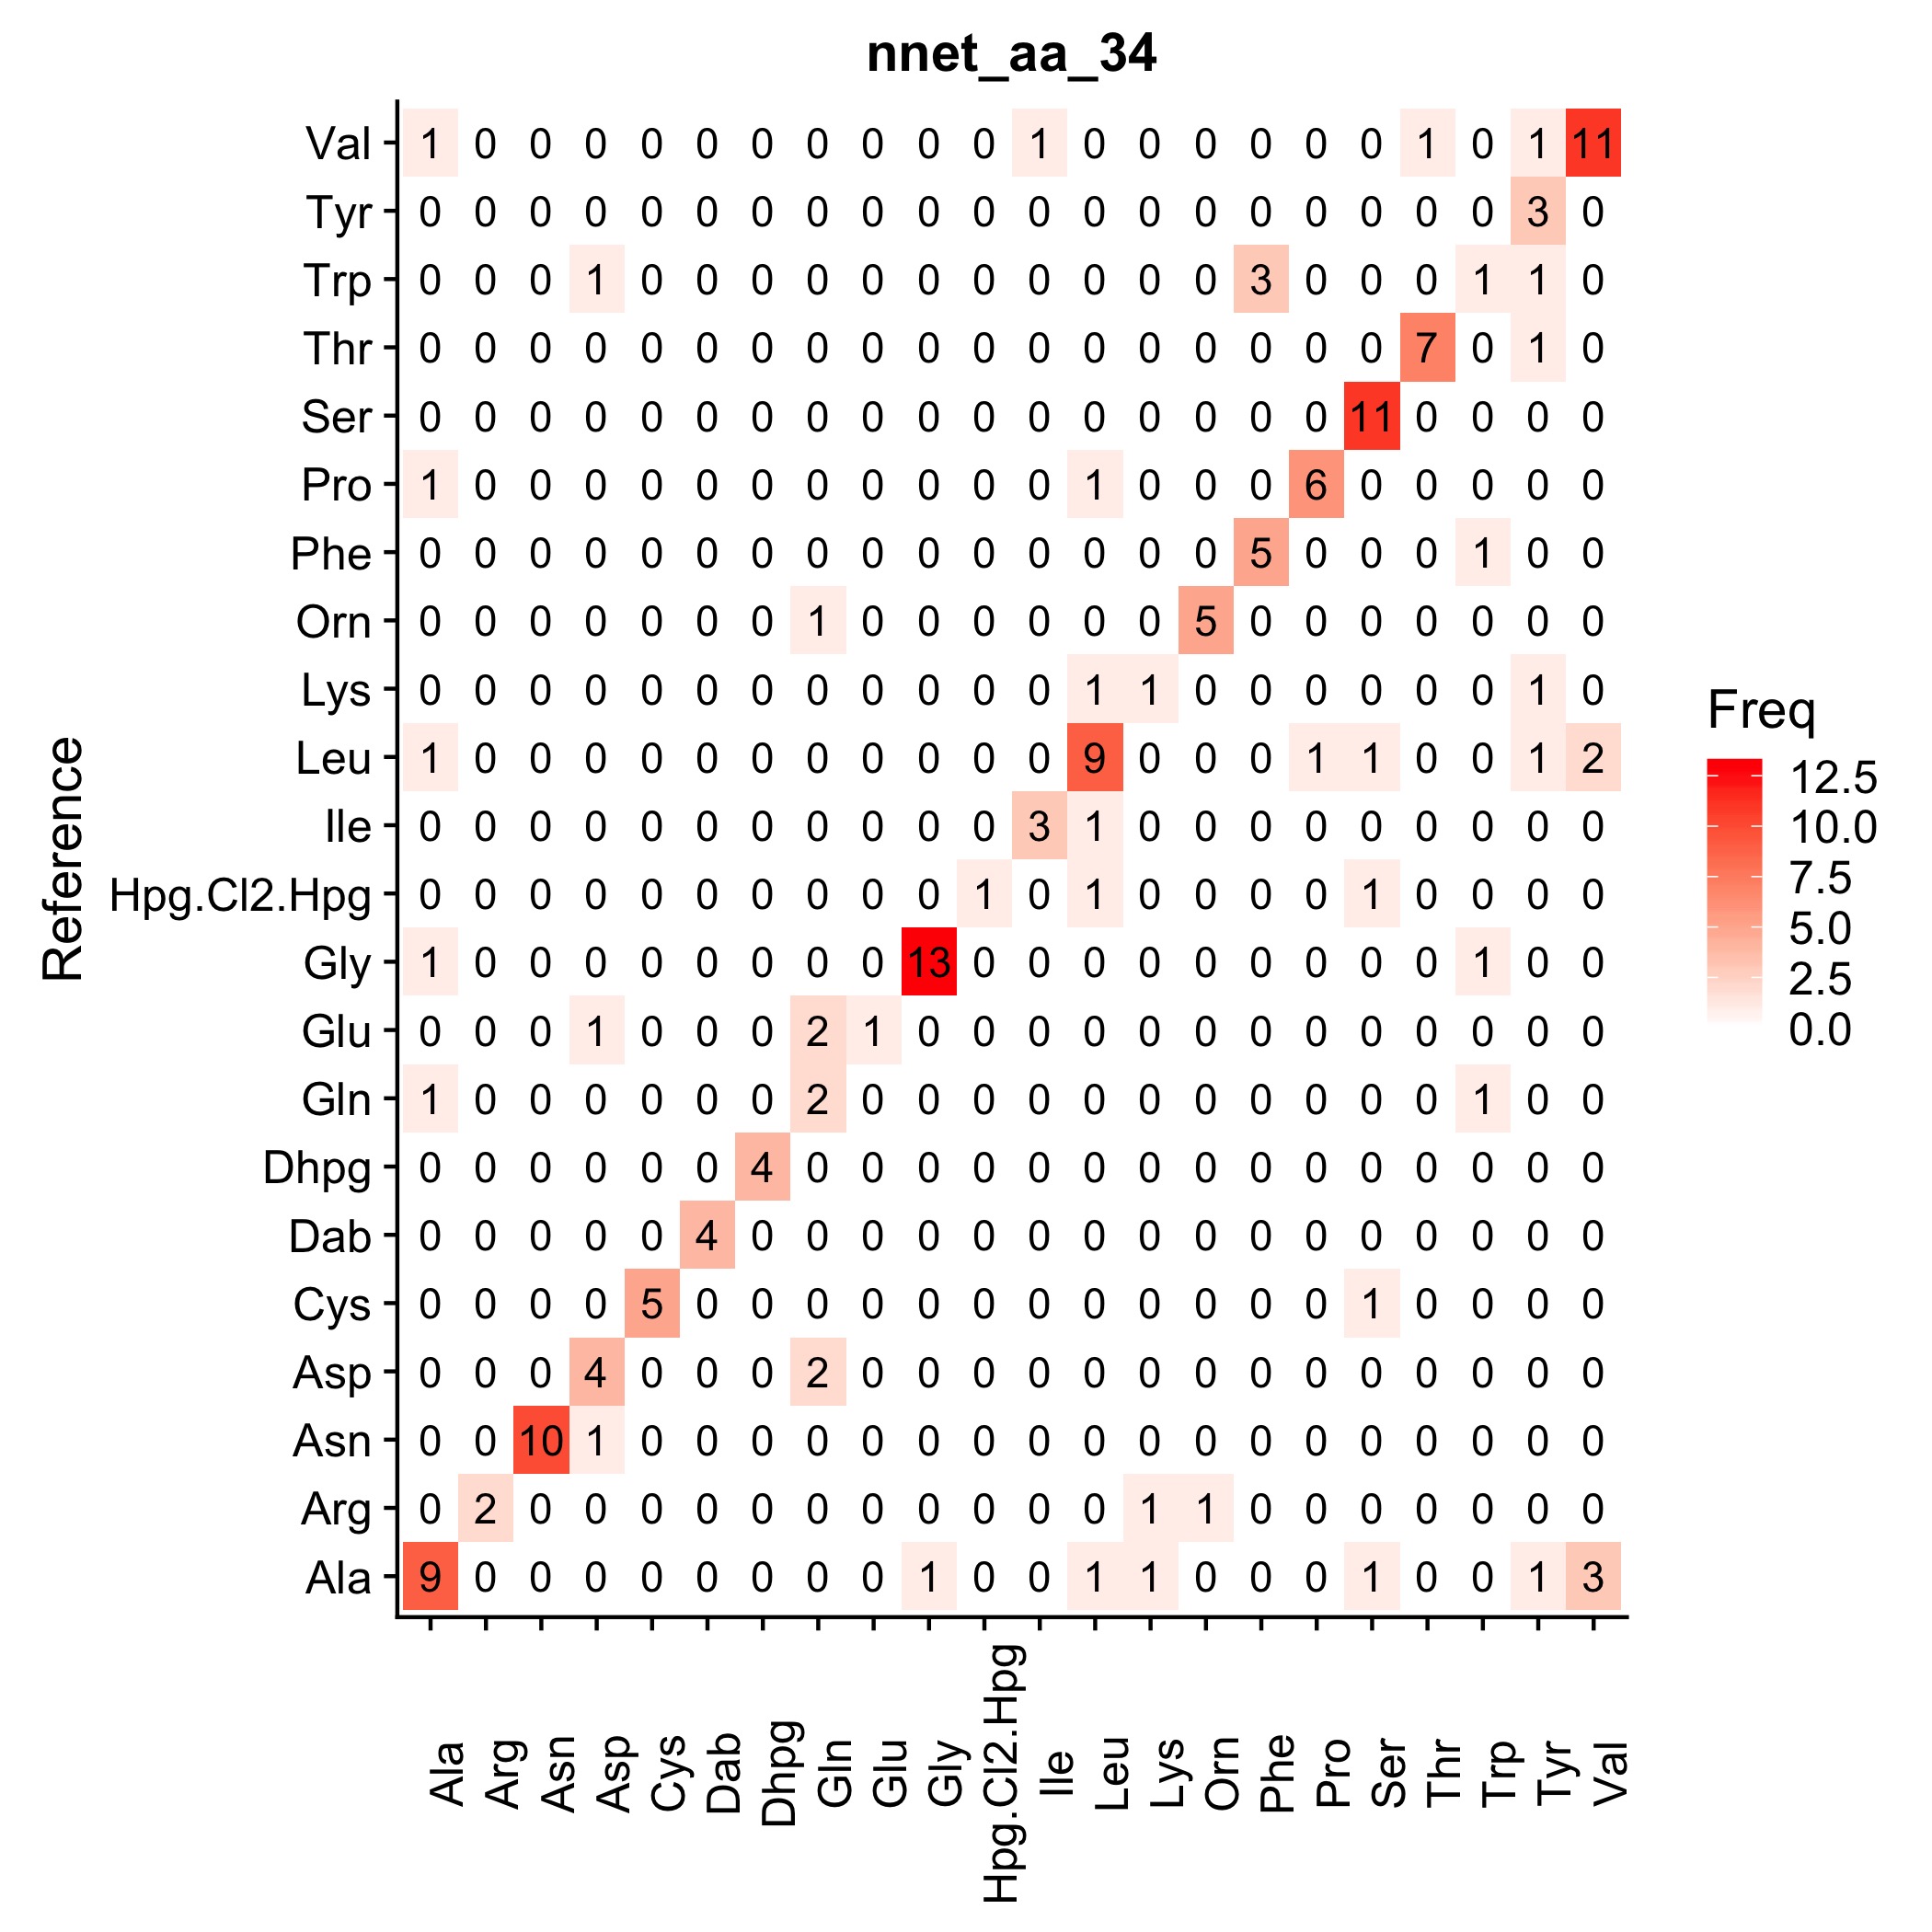 nnet_aa_34
Reference
Val 1 0 0 0 0 0 0 0 0 0 0 1 0 0 0 0 0 0 1 0 1 11
Tyr 0 0 0 0 0 0 0 0 0 0 0 0 0 0 0 0 0 0 0 0 3 0
Trp 0 0 0 1 0 0 0 0 0 0 0 0 0 0 0 3 0 0 0 1 1 0
Thr 0 0 0 0 0 0 0 0 0 0 0 0 0 0 0 0 0 0 7 0 1 0
Ser 0 0 0 0 0 0 0 0 0 0 0 0 0 0 0 0 0 11 0 0 0 0
Pro 1 0 0 0 0 0 0 0 0 0 0 0 1 0 0 0 6 0 0 0 0 0
Phe 0 0 0 0 0 0 0 0 0 0 0 0 0 0 0 5 0 0 0 1 0 0
Orn 0 0 0 0 0 0 0 1 0 0 0 0 0 0 5 0 0 0 0 0 0 0
Lys 0 0 0 0 0 0 0 0 0 0 0 0 1 1 0 0 0 0 0 0 1 0
Leu 1 0 0 0 0 0 0 0 0 0 0 0 9 0 0 0 1 1 0 0 1 2
Ile 0 0 0 0 0 0 0 0 0 0 0 3 1 0 0 0 0 0 0 0 0 0
Hpg.Cl2.Hpg 0 0 0 0 0 0 0 0 0 0 1 0 1 0 0 0 0 1 0 0 0 0
Gly 1 0 0 0 0 0 0 0 0 13 0 0 0 0 0 0 0 0 0 1 0 0
Glu 0 0 0 1 0 0 0 2 1 0 0 0 0 0 0 0 0 0 0 0 0 0
Gln 1 0 0 0 0 0 0 2 0 0 0 0 0 0 0 0 0 0 0 1 0 0
Dhpg 0 0 0 0 0 0 4 0 0 0 0 0 0 0 0 0 0 0 0 0 0 0
Dab 0 0 0 0 0 4 0 0 0 0 0 0 0 0 0 0 0 0 0 0 0 0
Cys 0 0 0 0 5 0 0 0 0 0 0 0 0 0 0 0 0 1 0 0 0 0
Asp 0 0 0 4 0 0 0 2 0 0 0 0 0 0 0 0 0 0 0 0 0 0
Asn 0 0 10 1 0 0 0 0 0 0 0 0 0 0 0 0 0 0 0 0 0 0
Arg 0 2 0 0 0 0 0 0 0 0 0 0 0 1 1 0 0 0 0 0 0 0
Ala 9 0 0 0 0 0 0 0 0 1 0 0 1 1 0 0 0 1 0 0 1 3
Ala Arg Asn Asp Cys Dab Dhpg Gln Glu Gly Hpg.Cl2.Hpg Ile Leu Lys Orn Phe Pro Ser Thr Trp Tyr Val
Freq
12.5
10.0
7.5
5.0
2.5
0.0